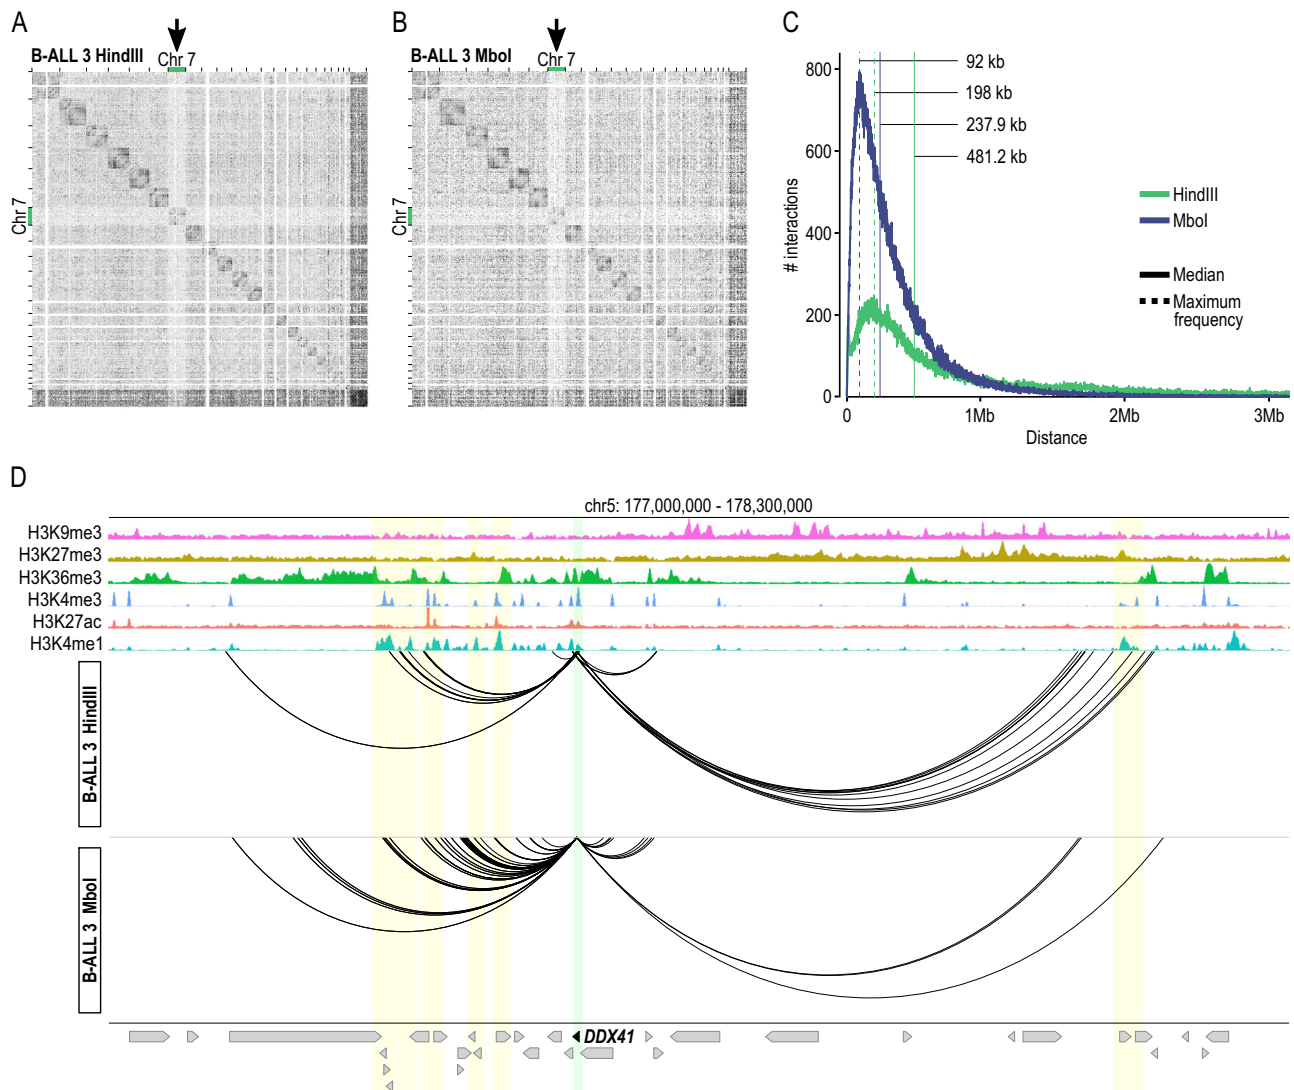 A
B-ALL 3 HindIII
Chr 7
Chr 7
B
B-ALL 3 MboI
Chr 7
Chr 7
C
# interactions
800
600
400
200
0
92 kb
198 kb
237.9 kb
481.2 kb
HindIII
MboI
Median
Maximum
frequency
0
1Mb
2Mb
3Mb
Distance
D
chr5: 177,000,000 - 178,300,000
H3K9me3
H3K27me3
H3K36me3
H3K4me3
H3K27ac
H3K4me1
B-ALL 3 HindIII
B-ALL 3 MboI
DDX41